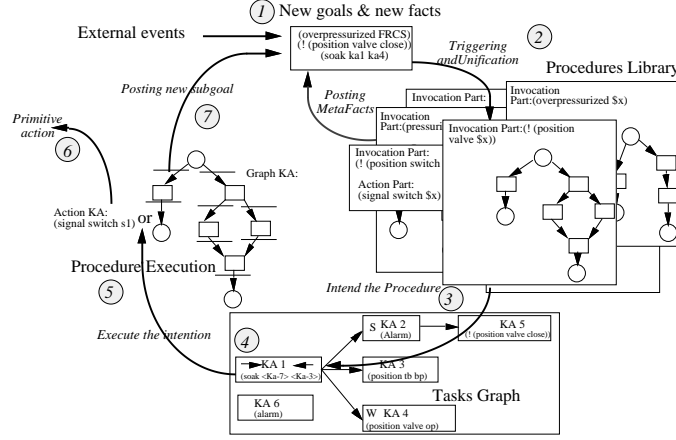 1 New goals & new facts
External events
(overpressurized FRCS)
(! (position valve close))
(soak ka1 ka4)
2
Triggering
andUnification
Procedures Library
Posting new subgoal
Posting
MetaFacts
Invocation Part:
Invocation
Part:(overpressurized $x)
Primitive
action
7
Invocation
Part:(pressuri
Invocation Part:(! (position
valve $x))
6
Invocation Part:
(! (position switch
Graph KA:
Action Part:
(signal switch $x)
Action KA:
(signal switch s1)
or
Procedure Execution
5
Intend the Procedure
3
Execute the intention
4
S KA 2
(Alarm)
KA 5
(! (position valve close))
KA 1
(soak <Ka-7> <Ka-3>)
KA 3
(position tb bp)
Tasks Graph
KA 6
(alarm)
W KA 4
(position valve op)